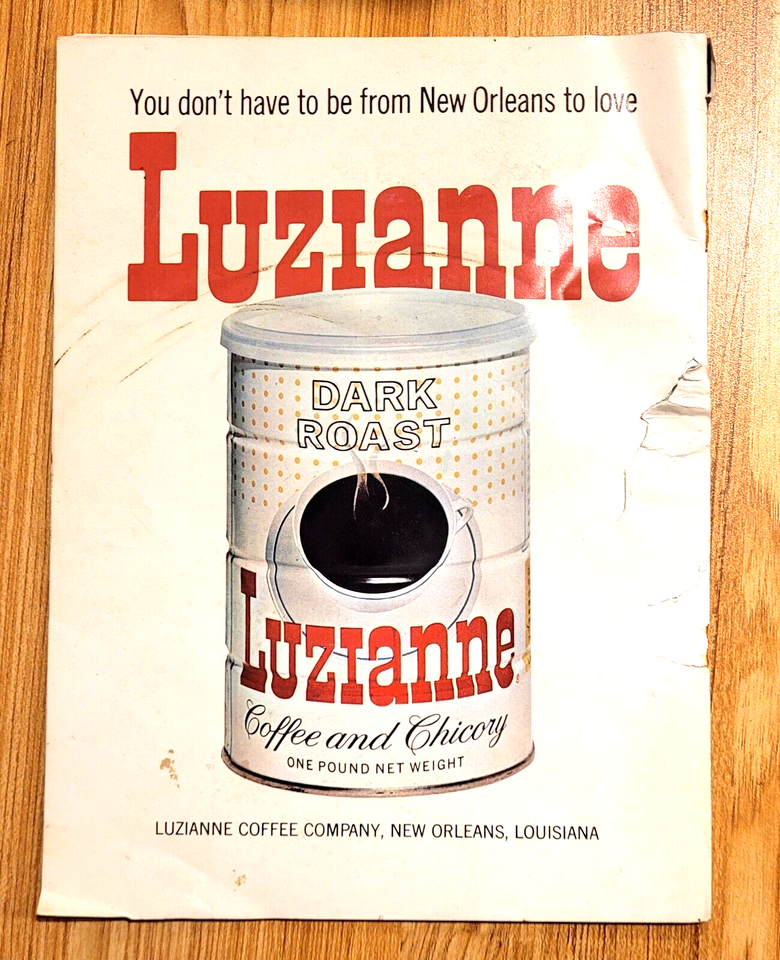 You don't have to be from New Orleans to love
Luzianne
DARK
ROAST
Luzianne
Coffee and Chicory
ONE POUND NET WEIGHT
LUZIANNE COFFEE COMPANY, NEW ORLEANS, LOUISIANA